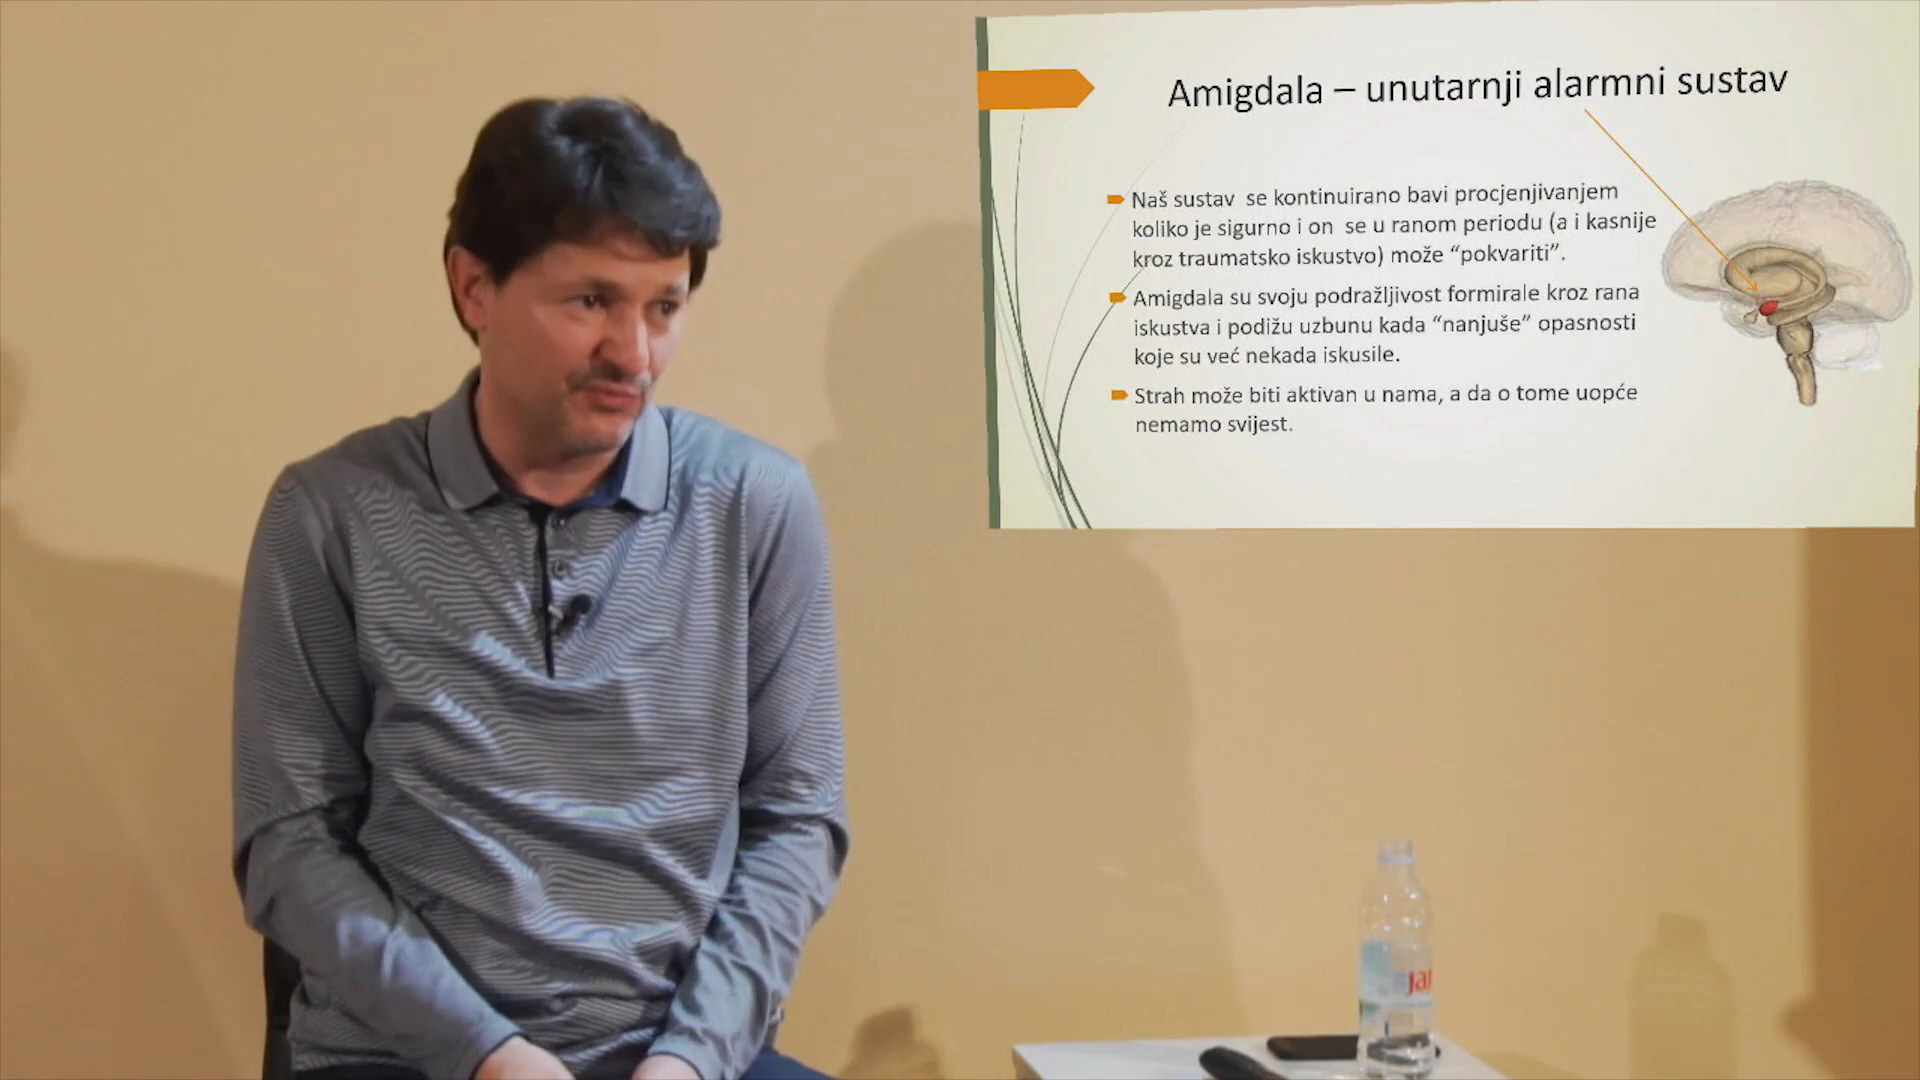 Amigdala – unutarnji alarmni sustav
Naš sustav se kontinuirano bavi procjenjivanjem
kolije je sigurno i on se u ranom periodu (a i kasnije
kroz traumatsko iskustvo) može “pokvariti”.
Amigdala su svoju podražljivost formirale kroz rana
iskustva i podižu uzbunu kada “nanjuše” opasnosti
koje su već nekada iskusile.
Strah može biti aktivan u nama, a da o tome uopće
nemamo svijest.